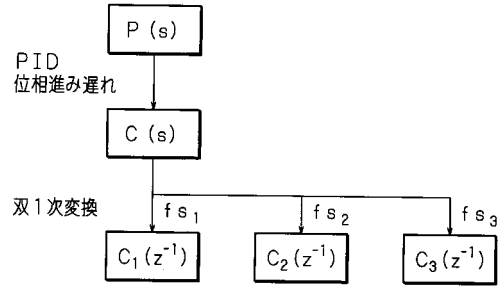 P(s)
PID
位相進み遅れ
C(s)
双1次変換
fs₁
fs₂
fs₃
C₁(z⁻¹)
C₂(z⁻¹)
C₃(z⁻¹)